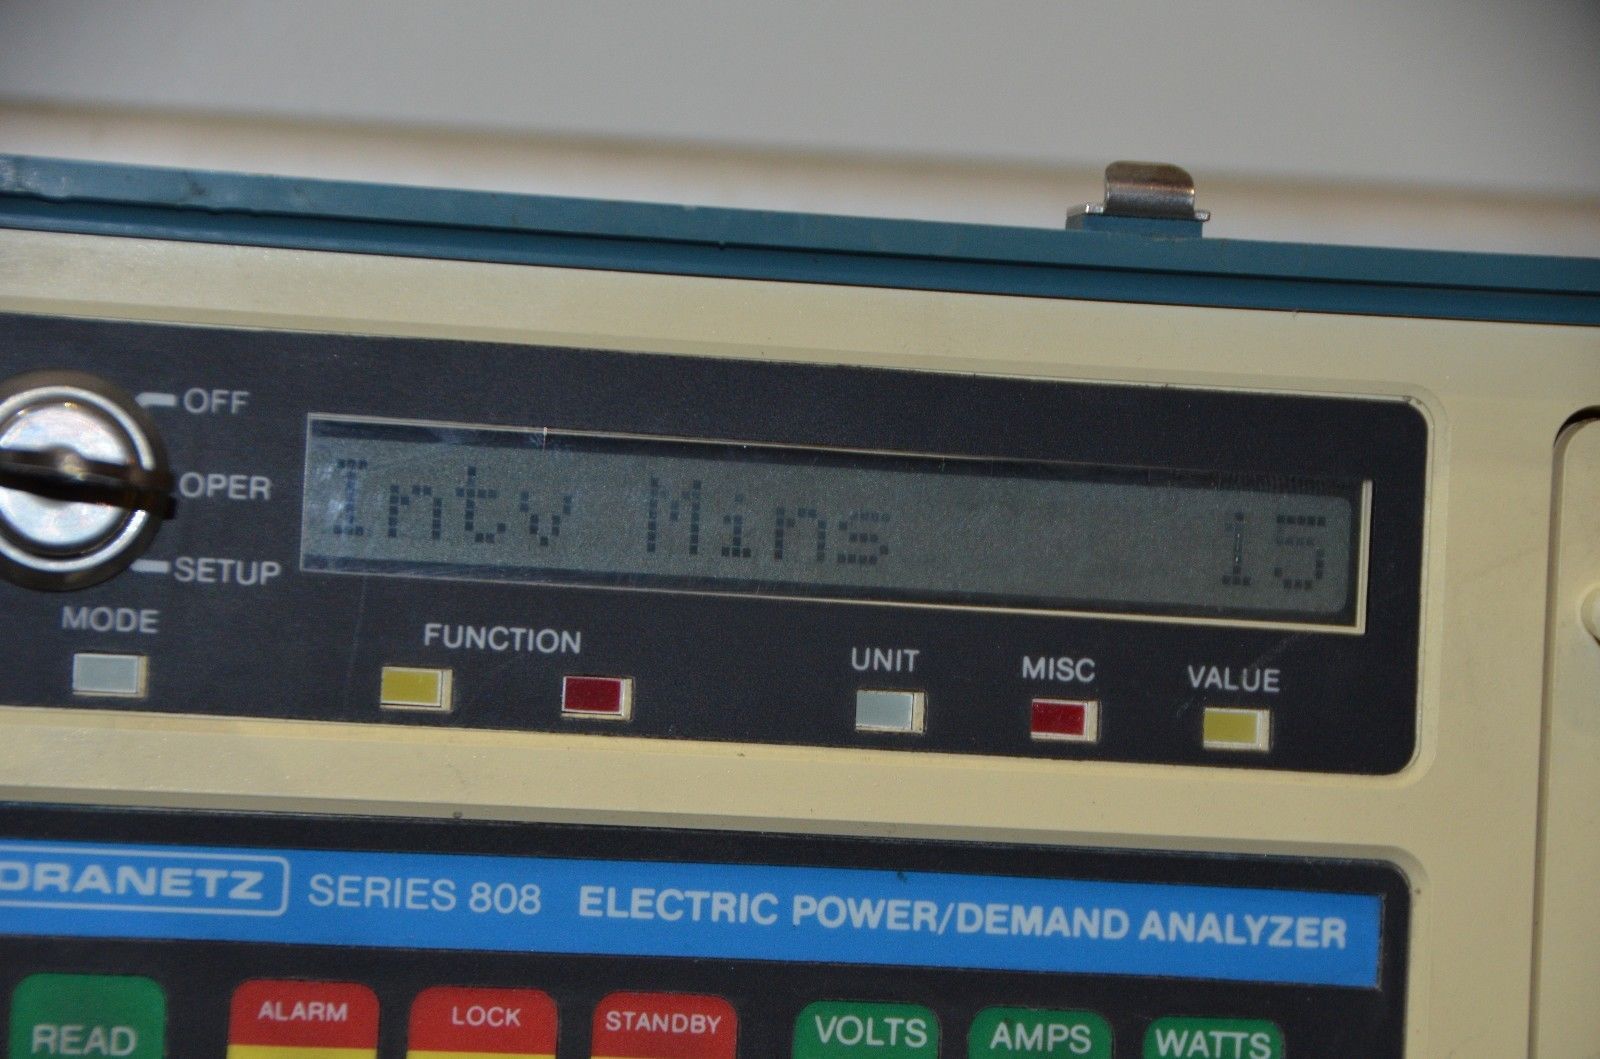 OFF
OPER
SETUP
Intv Mins 15
MODE
FUNCTION
UNIT
MISC
VALUE
DRANETZ SERIES 808 ELECTRIC POWER/DEMAND ANALYZER
READ
ALARM
LOCK
STANDBY
VOLTS
AMPS
WATTS